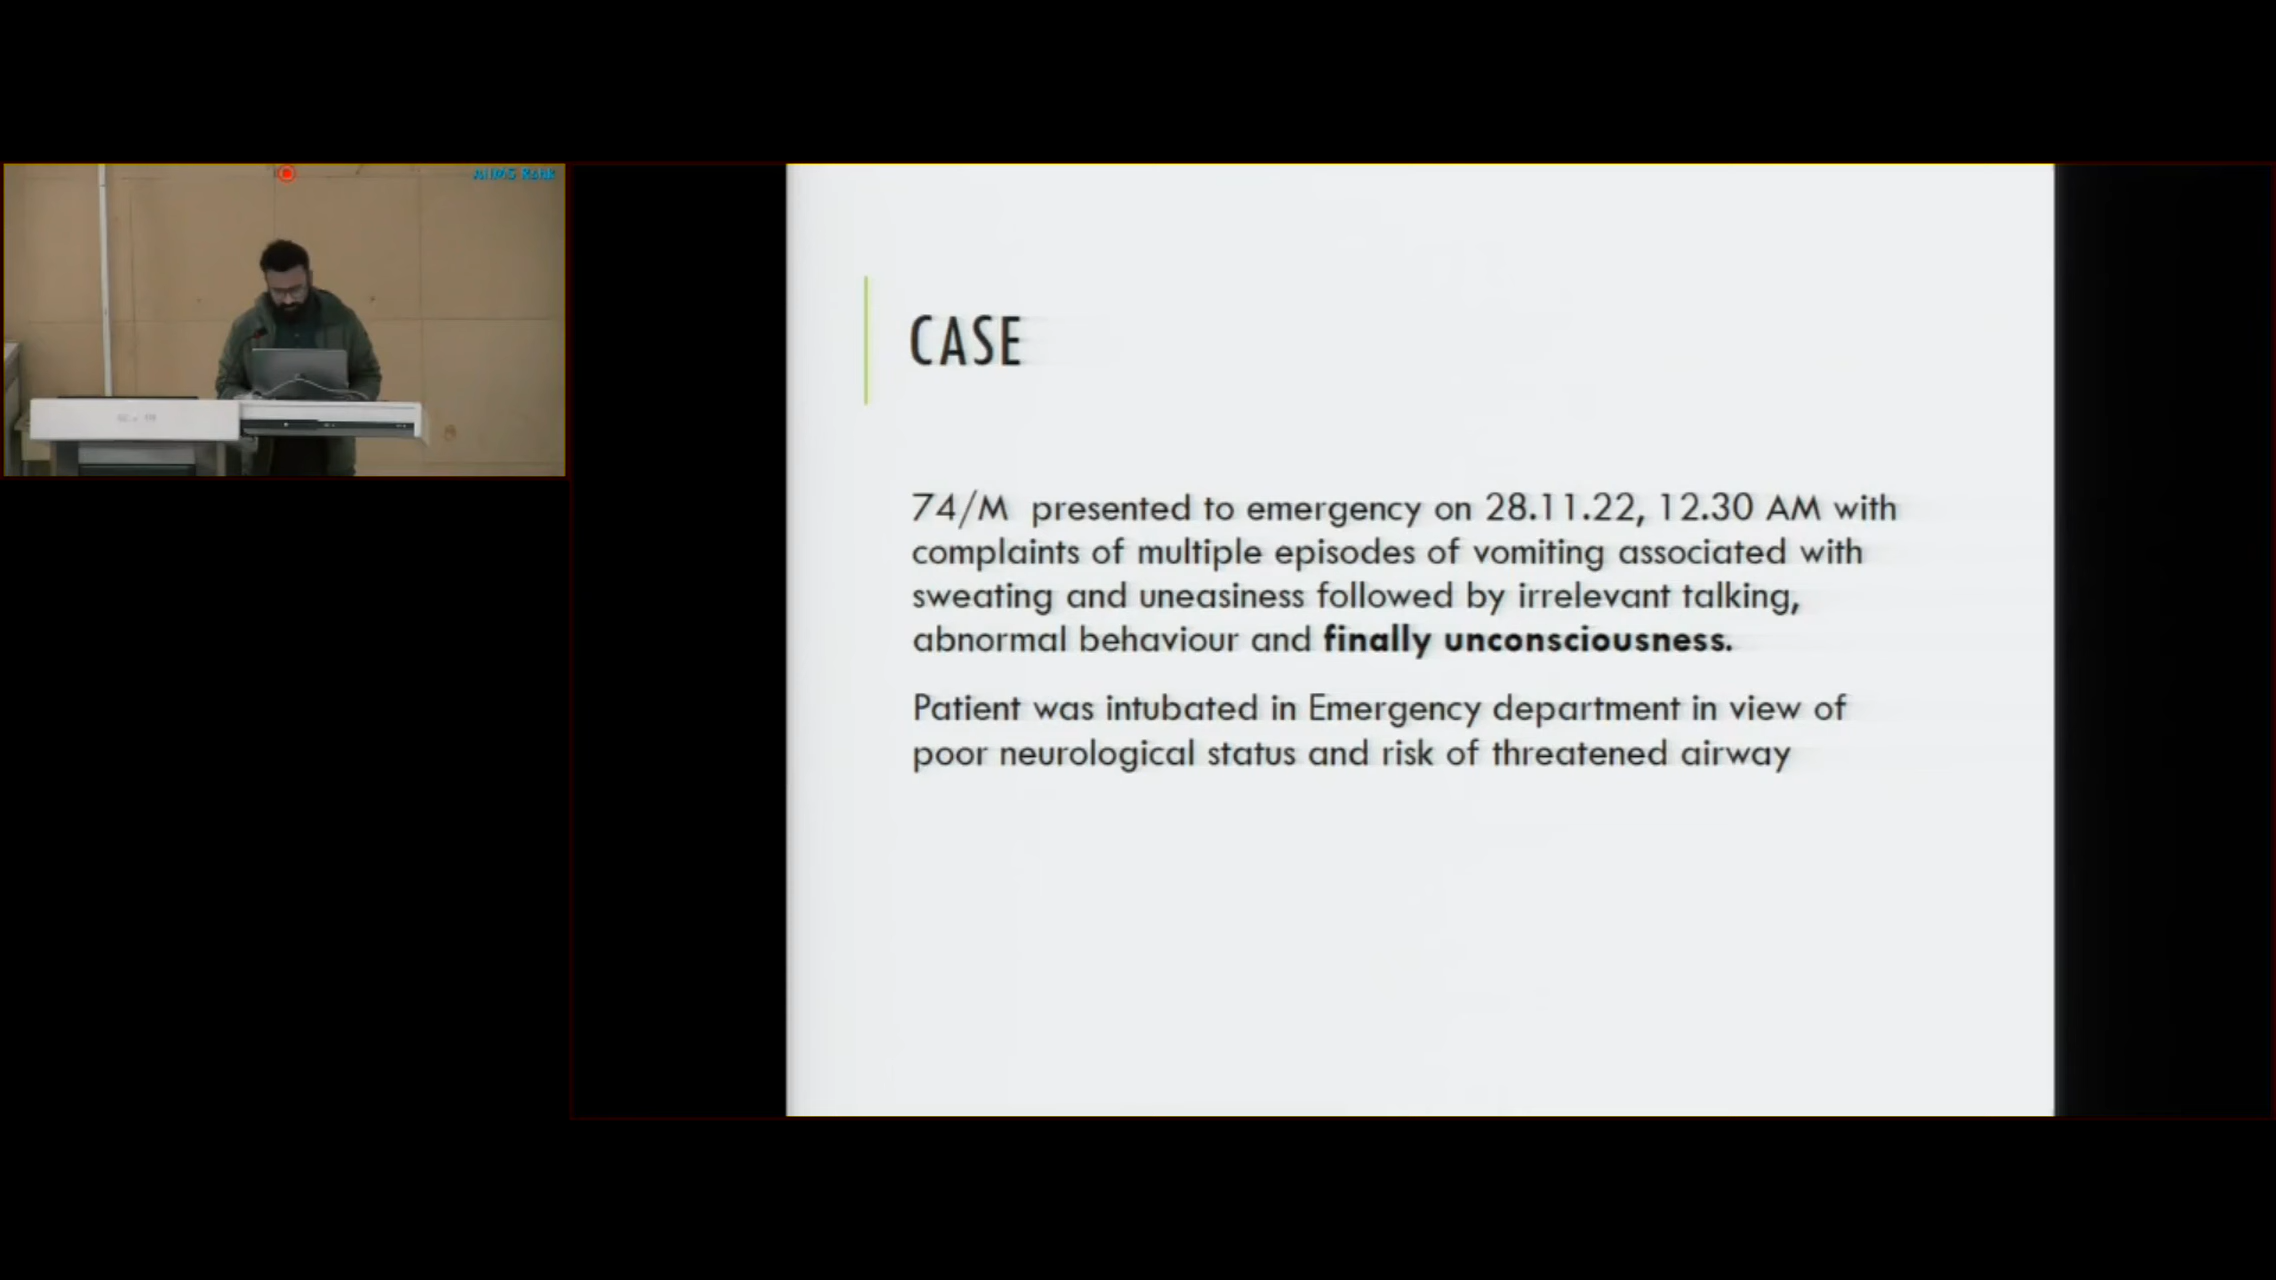 CASE
74/M presented to emergency on 28.11.22, 12.30 AM with
complaints of multiple episodes of vomiting associated with
sweating and uneasiness followed by irrelevant talking,
abnormal behaviour and finally unconsciousness.
Patient was intubated in Emergency department in view of
poor neurological status and risk of threatened airway